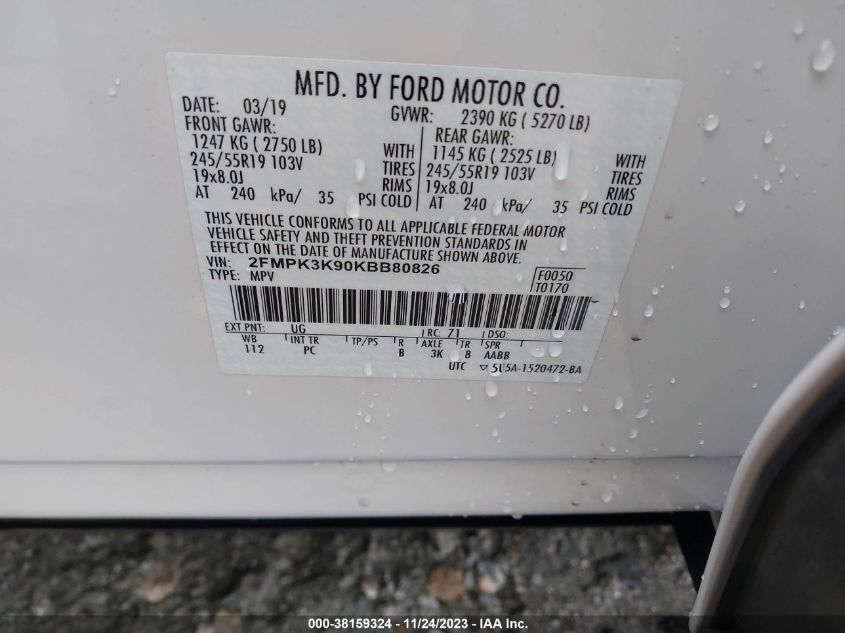 MFD. BY FORD MOTOR CO.
DATE: 03/19 GVWR: 2390 KG ( 5270 LB)
FRONT GAWR: REAR GAWR:
1247 KG ( 2750 LB) WITH 1145 KG ( 2525 LB) WITH
245/55R19 103V TIRES 245/55R19 103V TIRES
19x8.0J RIMS 19x8.0J RIMS
AT 240 kPa/ 35 PSI COLD AT 240 kPa/ 35 PSI COLD
THIS VEHICLE CONFORMS TO ALL APPLICABLE FEDERAL MOTOR
VEHICLE SAFETY AND THEFT PREVENTION STANDARDS IN
EFFECT ON THE DATE OF MANUFACTURE SHOWN ABOVE.
VIN: 2FMPK3K90KBB80826 F0050
TYPE: MPV T0170
EXT PNT: UG RC: 71 DSO:
WB INT TR TP/PS R AXLE TR SPR
112 PC B 3K 8 AABB
UTC ▽ 5U5A-1520472-BA
000-38159324 - 11/24/2023 - IAA Inc.